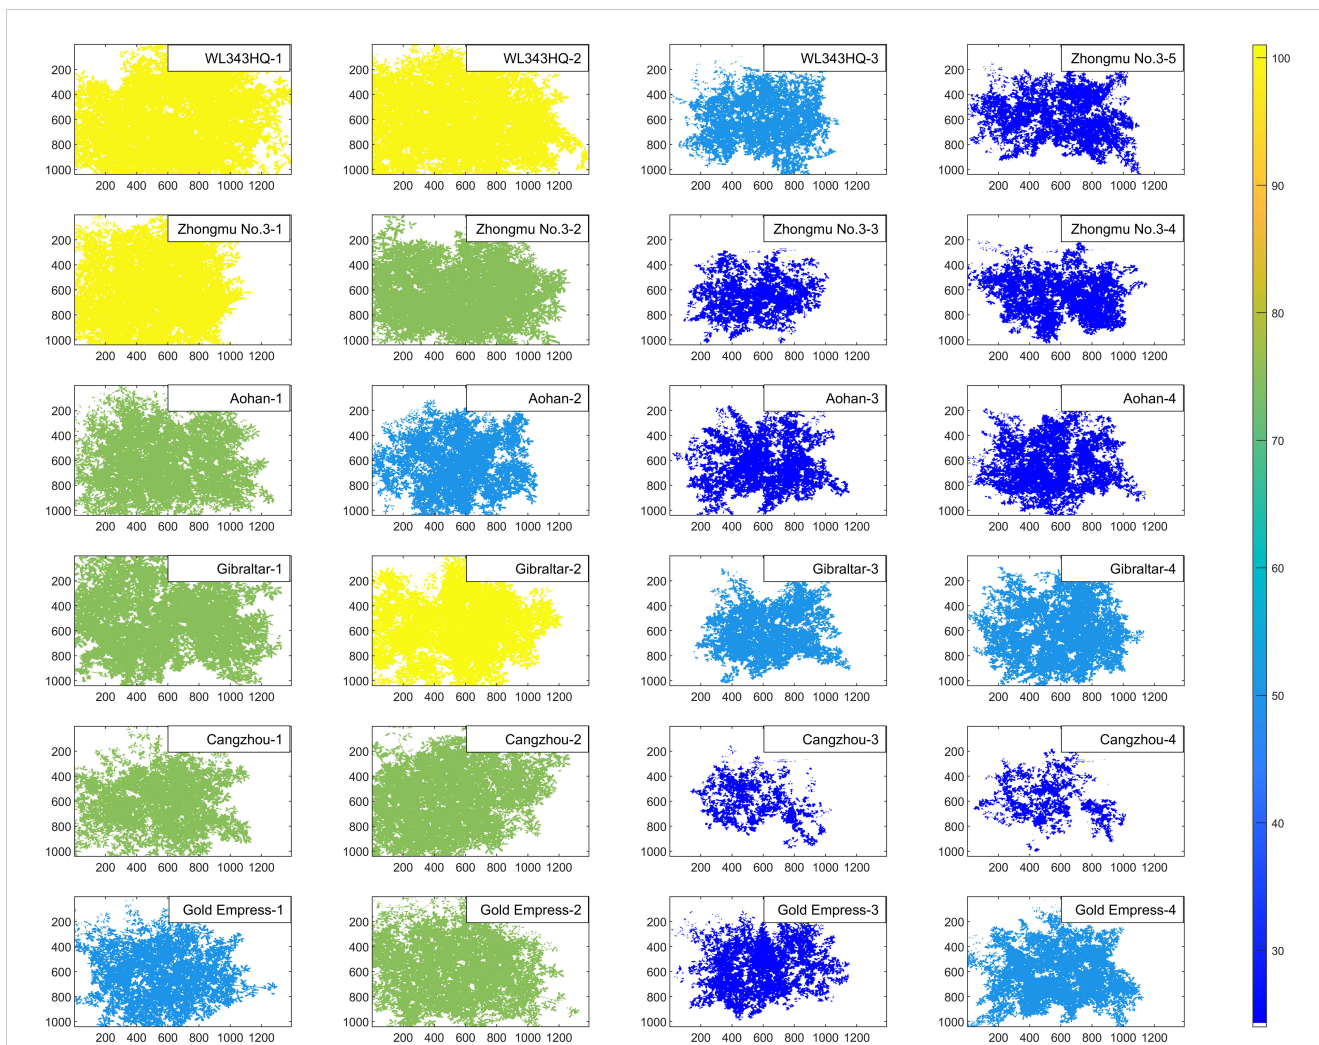 WL343HQ-1
200
400
600
800
1000
200 400 600 800 1000 1200
WL343HQ-2
200
400
600
800
1000
200 400 600 800 1000 1200
WL343HQ-3
200
400
600
800
1000
200 400 600 800 1000 1200
Zhongmu No.3-5
200
400
600
800
1000
200 400 600 800 1000 1200
Zhongmu No.3-1
200
400
600
800
1000
200 400 600 800 1000 1200
Zhongmu No.3-2
200
400
600
800
1000
200 400 600 800 1000 1200
Zhongmu No.3-3
200
400
600
800
1000
200 400 600 800 1000 1200
Zhongmu No.3-4
200
400
600
800
1000
200 400 600 800 1000 1200
Aohan-1
200
400
600
800
1000
200 400 600 800 1000 1200
Aohan-2
200
400
600
800
1000
200 400 600 800 1000 1200
Aohan-3
200
400
600
800
1000
200 400 600 800 1000 1200
Aohan-4
200
400
600
800
1000
200 400 600 800 1000 1200
Gibraltar-1
200
400
600
800
1000
200 400 600 800 1000 1200
Gibraltar-2
200
400
600
800
1000
200 400 600 800 1000 1200
Gibraltar-3
200
400
600
800
1000
200 400 600 800 1000 1200
Gibraltar-4
200
400
600
800
1000
200 400 600 800 1000 1200
Cangzhou-1
200
400
600
800
1000
200 400 600 800 1000 1200
Cangzhou-2
200
400
600
800
1000
200 400 600 800 1000 1200
Cangzhou-3
200
400
600
800
1000
200 400 600 800 1000 1200
Cangzhou-4
200
400
600
800
1000
200 400 600 800 1000 1200
Gold Empress-1
200
400
600
800
1000
200 400 600 800 1000 1200
Gold Empress-2
200
400
600
800
1000
200 400 600 800 1000 1200
Gold Empress-3
200
400
600
800
1000
200 400 600 800 1000 1200
Gold Empress-4
200
400
600
800
1000
200 400 600 800 1000 1200
100
90
80
70
60
50
40
30